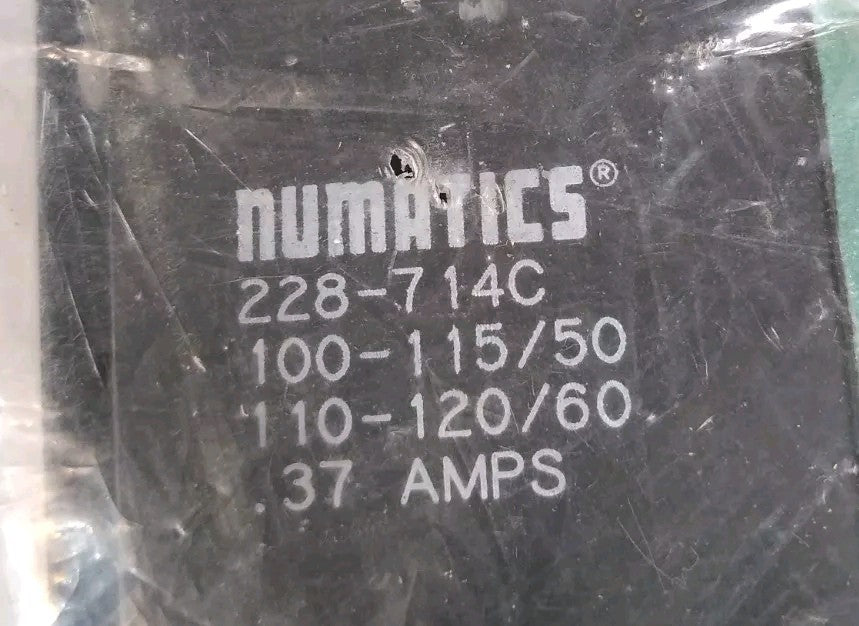 NUMATICS®
228-714C
100-115/50
110-120/60
.37 AMPS